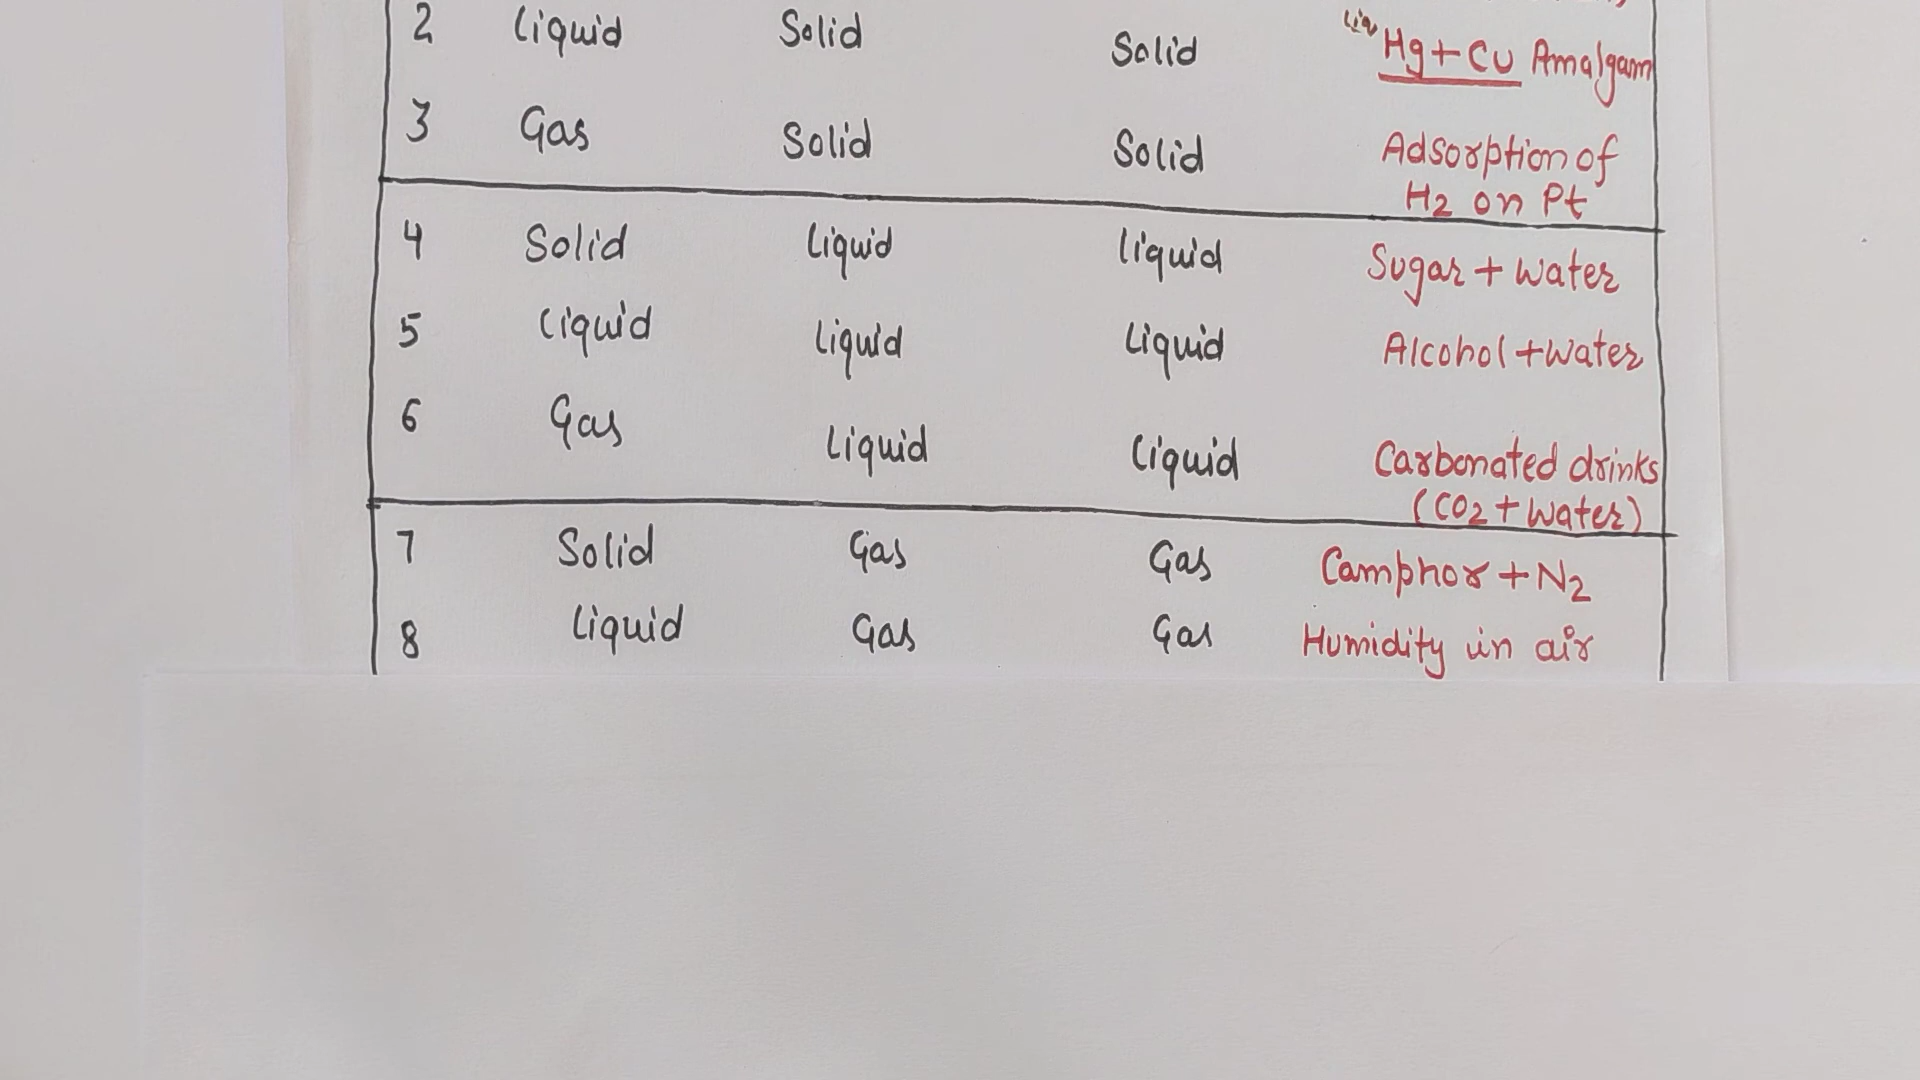 2 liquid Solid Solid liq Hg+Cu Amalgam
3 Gas Solid Solid Adsorption of
H2 on Pt
4 Solid liquid liquid Sugar + Water
5 liquid liquid liquid Alcohol + Water
6 Gas liquid liquid Carbonated drinks
(CO2 + Water)
7 Solid Gas Gas Camphor + N2
8 liquid Gas Gas Humidity in air